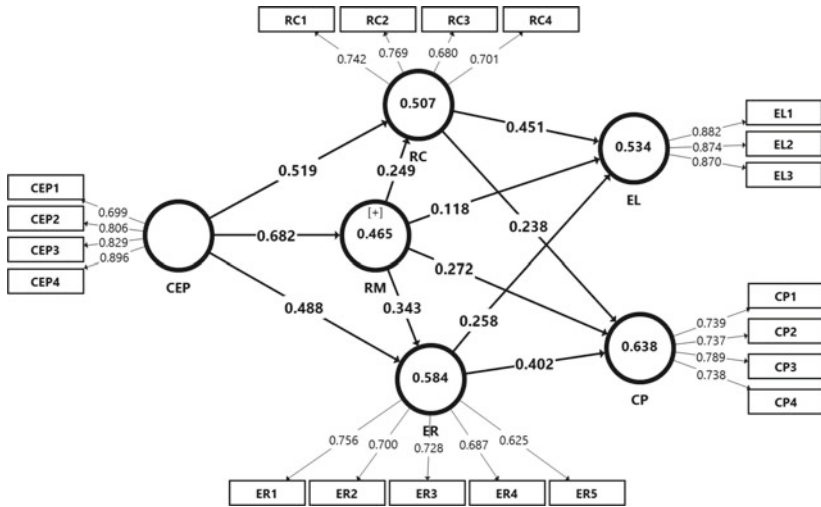 RC1 RC2 RC3 RC4
0.742 0.769 0.680 0.701
0.507
RC
0.451
0.519
0.249
0.534
EL
0.882
0.874
0.870
EL1
EL2
EL3
CEP1
CEP2
CEP3
CEP4
0.699
0.806
0.829
0.896
CEP
0.682
[+]
0.465
RM
0.118
0.238
0.272
0.488
0.343
0.258
0.584
ER
0.402
0.638
CP
0.739
0.737
0.789
0.738
CP1
CP2
CP3
CP4
0.756 0.700 0.728 0.687 0.625
ER1 ER2 ER3 ER4 ER5